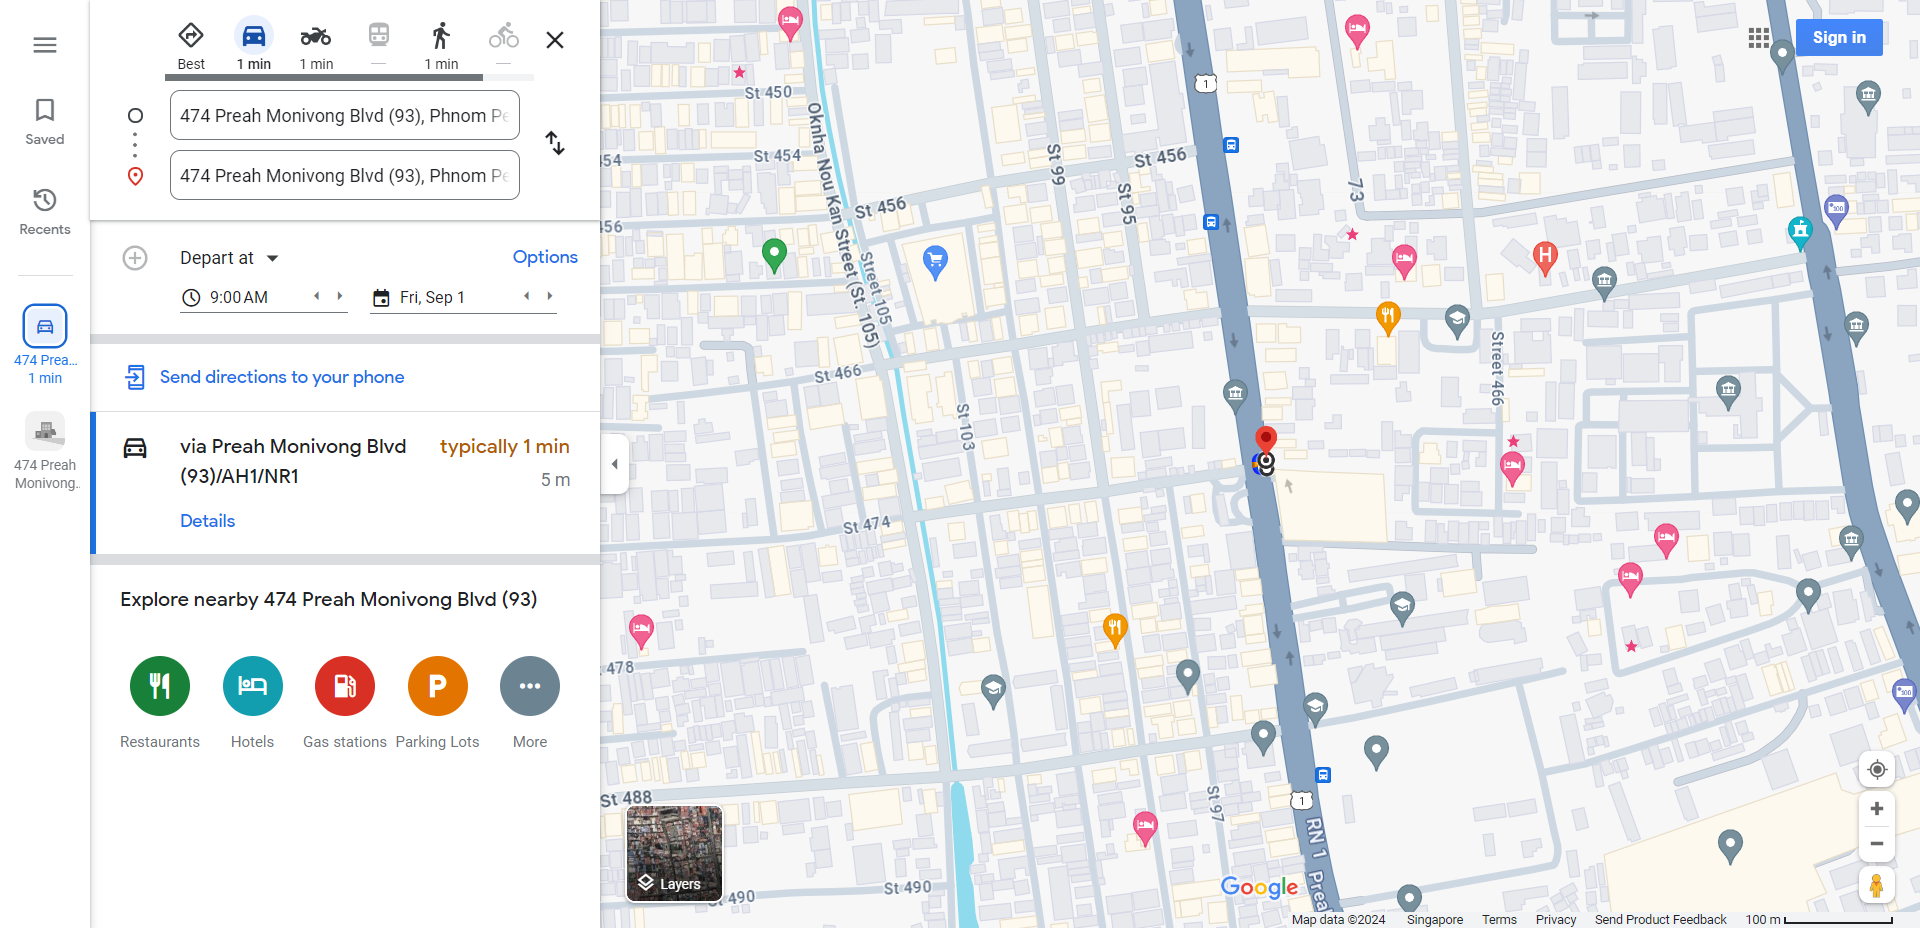 Saved
Recents
474 Prea...
1 min
474 Preah
Monivong..
Best
1 min
1 min
—
1 min
—
474 Preah Monivong Blvd (93), Phnom Pe
474 Preah Monivong Blvd (93), Phnom Pe
Depart at
Options
9:00 AM
Fri, Sep 1
Send directions to your phone
via Preah Monivong Blvd
(93)/AH1/NR1
typically 1 min
5 m
Details
Explore nearby 474 Preah Monivong Blvd (93)
Restaurants
Hotels
Gas stations
Parking Lots
P
More
Sign in
St 450
St 454
454
456
St 456
St 456
Oknha Nou Kan Street (St. 105)
Street 105
St 99
St 95
73
1
H
500
St 466
St 103
Street 466
St 474
478
St 488
St 97
1
RN 1
Prea
500
St 490
490
Layers
Google
Map data ©2024
Singapore
Terms
Privacy
Send Product Feedback
100 m